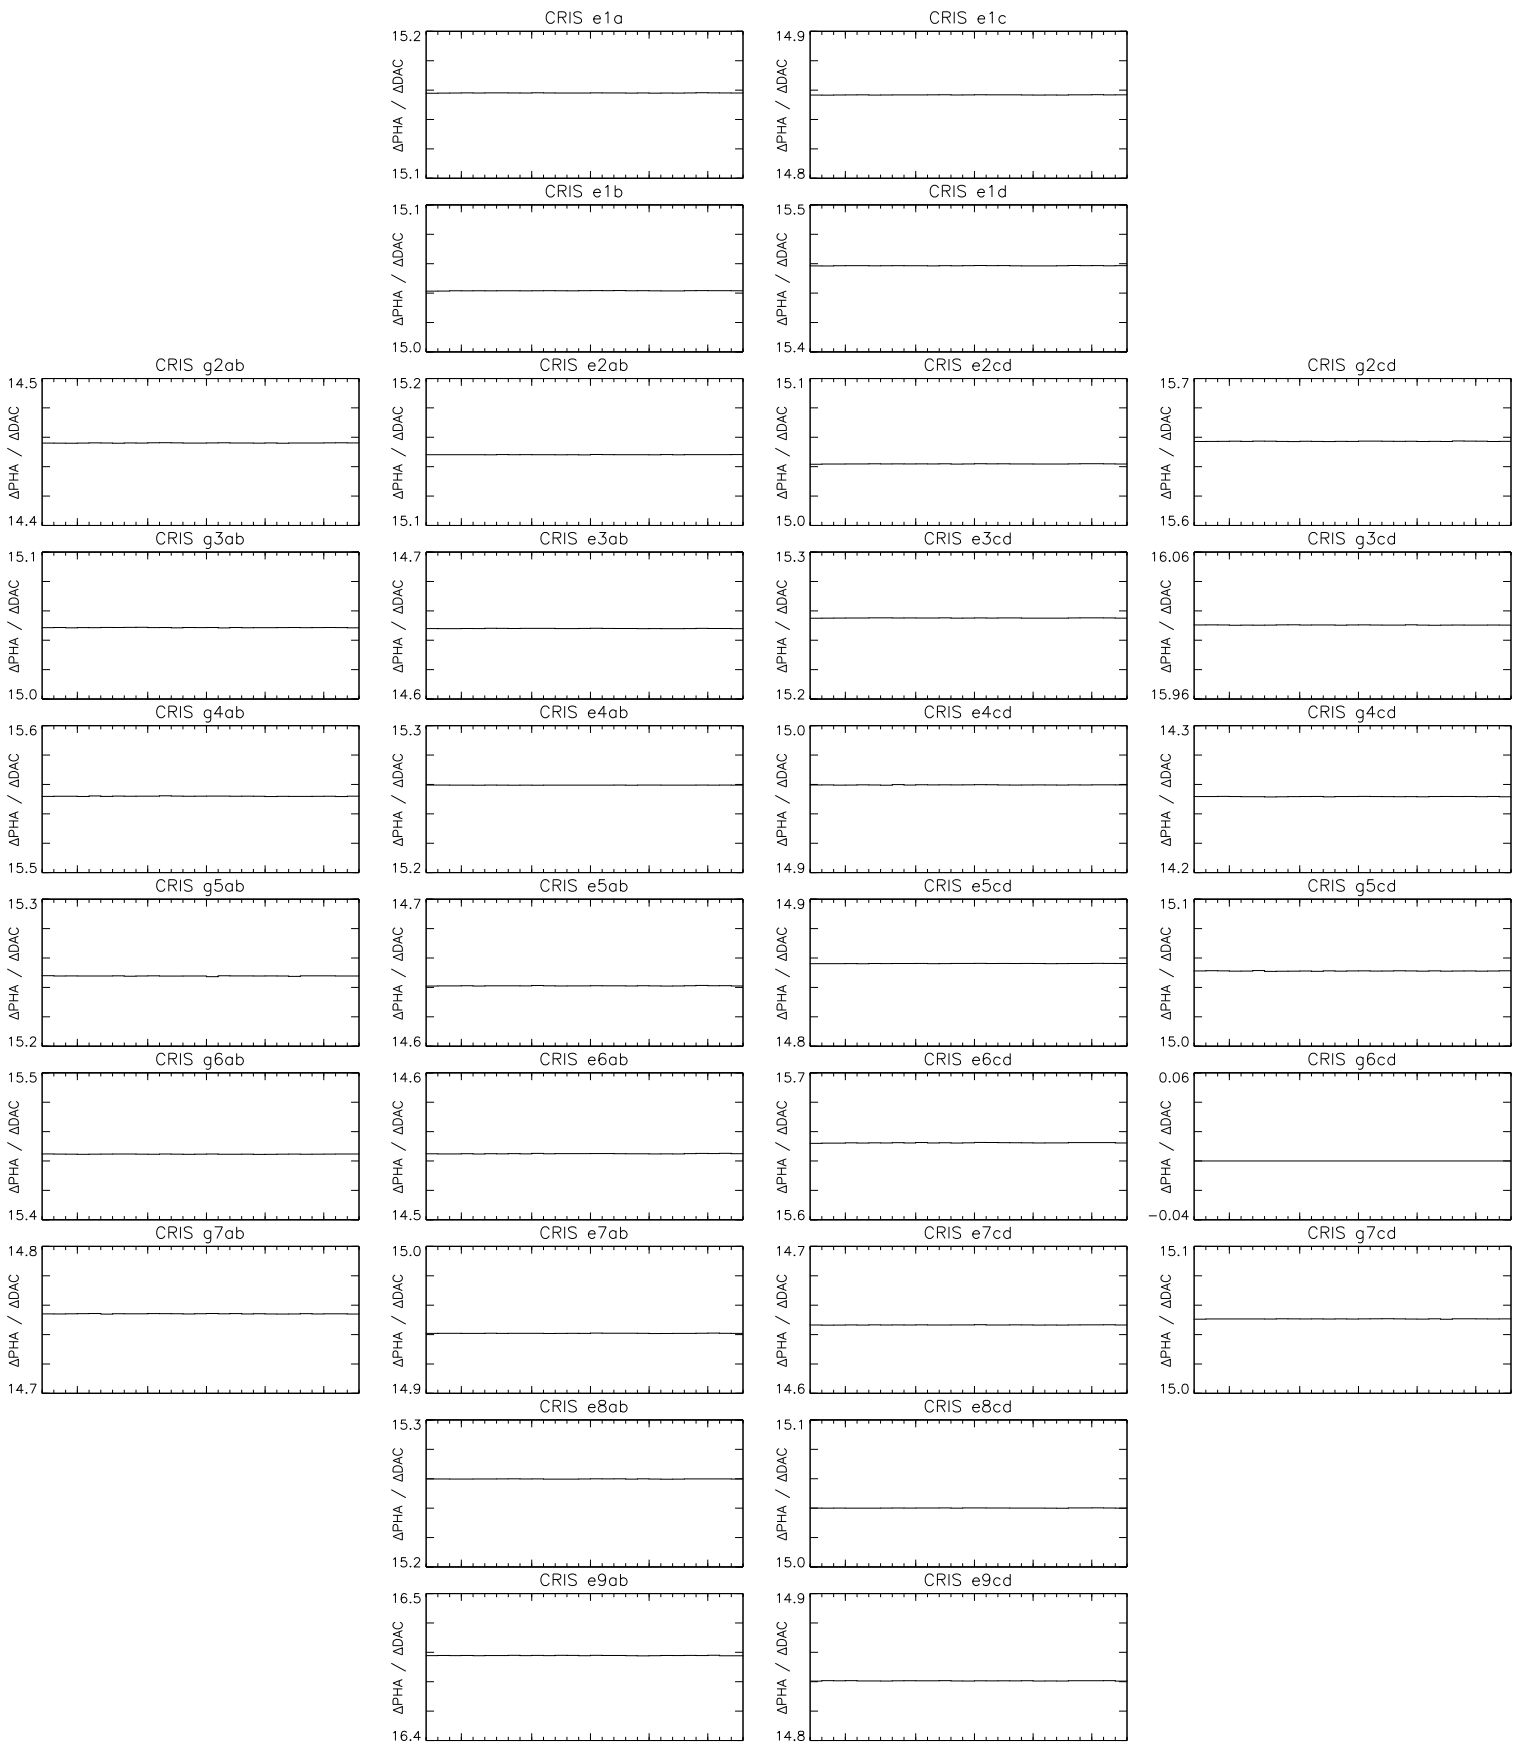 CRIS e1a CRIS e1c
15.2 14.9
ΔPHA / ΔDAC ΔPHA / ΔDAC
15.1 14.8
CRIS e1b CRIS e1d
15.1 15.5
ΔPHA / ΔDAC ΔPHA / ΔDAC
15.0 15.4
CRIS g2ab CRIS e2ab CRIS e2cd CRIS g2cd
14.5 15.2 15.1 15.7
ΔPHA / ΔDAC ΔPHA / ΔDAC ΔPHA / ΔDAC ΔPHA / ΔDAC
14.4 15.1 15.0 15.6
CRIS g3ab CRIS e3ab CRIS e3cd CRIS g3cd
15.1 14.7 15.3 16.06
ΔPHA / ΔDAC ΔPHA / ΔDAC ΔPHA / ΔDAC ΔPHA / ΔDAC
15.0 14.6 15.2 15.96
CRIS g4ab CRIS e4ab CRIS e4cd CRIS g4cd
15.6 15.3 15.0 14.3
ΔPHA / ΔDAC ΔPHA / ΔDAC ΔPHA / ΔDAC ΔPHA / ΔDAC
15.5 15.2 14.9 14.2
CRIS g5ab CRIS e5ab CRIS e5cd CRIS g5cd
15.3 14.7 14.9 15.1
ΔPHA / ΔDAC ΔPHA / ΔDAC ΔPHA / ΔDAC ΔPHA / ΔDAC
15.2 14.6 14.8 15.0
CRIS g6ab CRIS e6ab CRIS e6cd CRIS g6cd
15.5 14.6 15.7 0.06
ΔPHA / ΔDAC ΔPHA / ΔDAC ΔPHA / ΔDAC ΔPHA / ΔDAC
15.4 14.5 15.6 −0.04
CRIS g7ab CRIS e7ab CRIS e7cd CRIS g7cd
14.8 15.0 14.7 15.1
ΔPHA / ΔDAC ΔPHA / ΔDAC ΔPHA / ΔDAC ΔPHA / ΔDAC
14.7 14.9 14.6 15.0
CRIS e8ab CRIS e8cd
15.3 15.1
ΔPHA / ΔDAC ΔPHA / ΔDAC
15.2 15.0
CRIS e9ab CRIS e9cd
16.5 14.9
ΔPHA / ΔDAC ΔPHA / ΔDAC
16.4 14.8